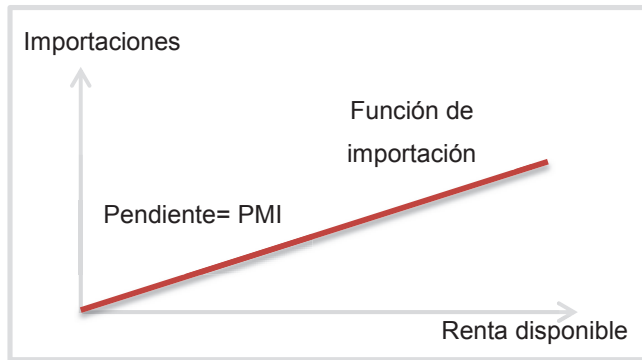 Importaciones
Función de
importación
Pendiente= PMI
Renta disponible